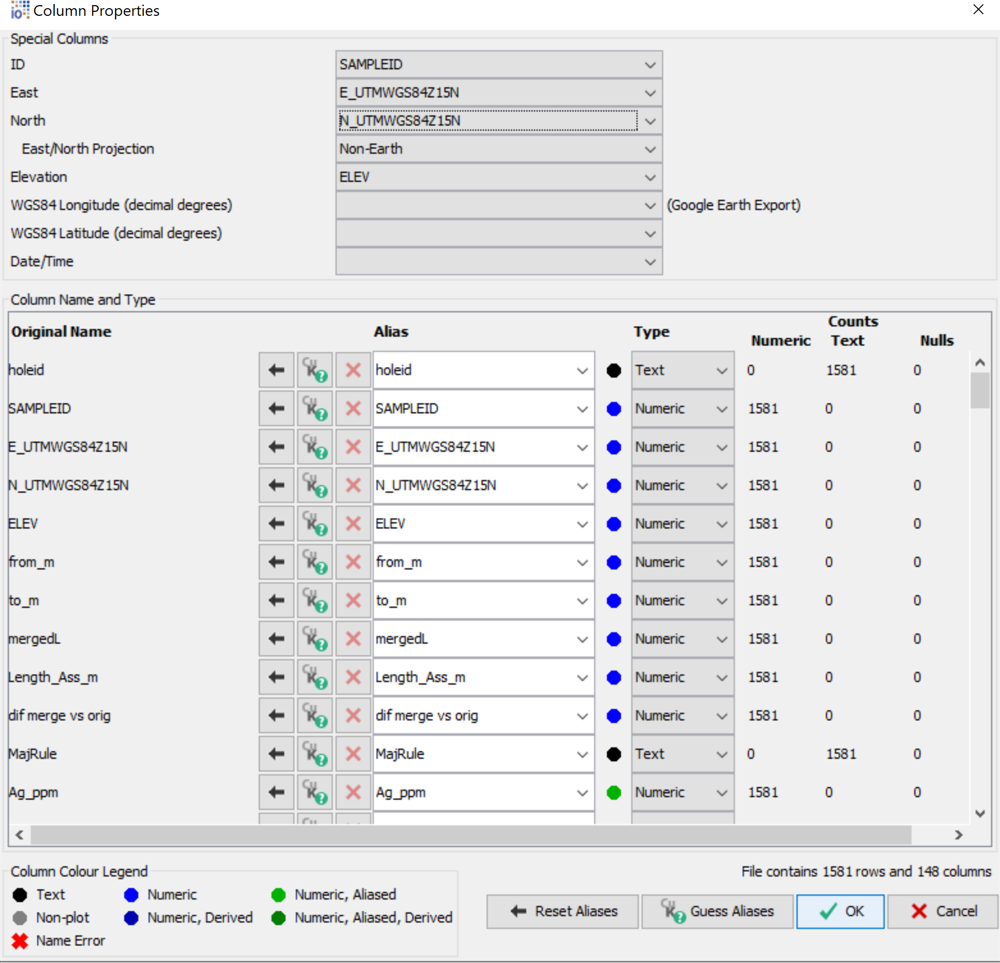 Column Properties
Special Columns
ID SAMPLEID
East E_UTMWGS84Z15N
North N_UTMWGS84Z15N
East/North Projection Non-Earth
Elevation ELEV
WGS84 Longitude (decimal degrees) (Google Earth Export)
WGS84 Latitude (decimal degrees)
Date/Time
Column Name and Type
Counts
Original Name Alias Type Numeric Text Nulls
holeid holeid Text 0 1581 0
SAMPLEID SAMPLEID Numeric 1581 0 0
E_UTMWGS84Z15N E_UTMWGS84Z15N Numeric 1581 0 0
N_UTMWGS84Z15N N_UTMWGS84Z15N Numeric 1581 0 0
ELEV ELEV Numeric 1581 0 0
from_m from_m Numeric 1581 0 0
to_m to_m Numeric 1581 0 0
mergedL mergedL Numeric 1581 0 0
Length_Ass_m Length_Ass_m Numeric 1581 0 0
dif merge vs orig dif merge vs orig Numeric 1581 0 0
MajRule MajRule Text 0 1581 0
Ag_ppm Ag_ppm Numeric 1581 0 0
Column Colour Legend File contains 1581 rows and 148 columns
Text Numeric Numeric, Aliased
Reset Aliases Guess Aliases OK Cancel
Non-plot Numeric, Derived Numeric, Aliased, Derived
Name Error